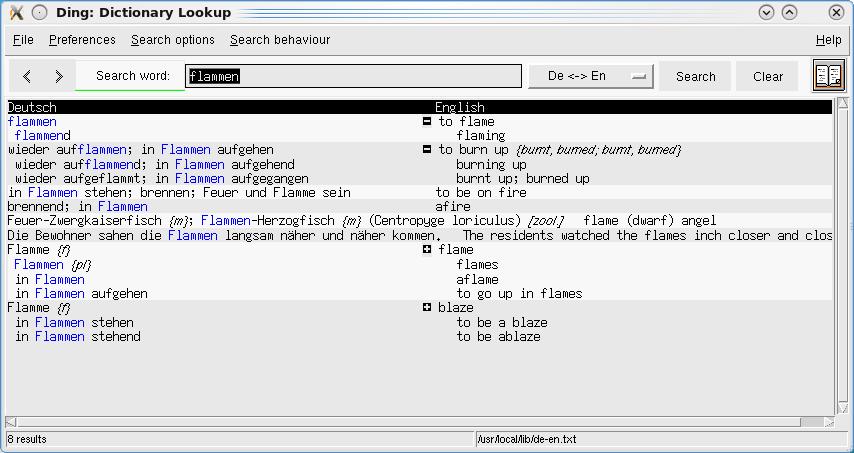 Ding: Dictionary Lookup
File Preferences Search options Search behaviour Help
Search word: flammen De <-> En Search Clear
Deutsch English
flammen to flame
flammend flaming
wieder aufflammen; in Flammen aufgehen to burn up {burnt, burned; burnt, burned}
wieder aufflammend; in Flammen aufgehend burning up
wieder aufgeflammt; in Flammen aufgegangen burnt up; burned up
in Flammen stehen; brennen; Feuer und Flamme sein to be on fire
brennend; in Flammen afire
Feuer-Zwergkaiserfisch {m}; Flammen-Herzogfisch {m} (Centropyge loriculus) [zool.] flame (dwarf) angel
Die Bewohner sahen die Flammen langsam näher und näher kommen. The residents watched the flames inch closer and clos
Flamme {f} flame
Flammen {pl} flames
in Flammen aflame
in Flammen aufgehen to go up in flames
Flamme {f} blaze
in Flammen stehen to be a blaze
in Flammen stehend to be ablaze
8 results /usr/local/lib/de-en.txt